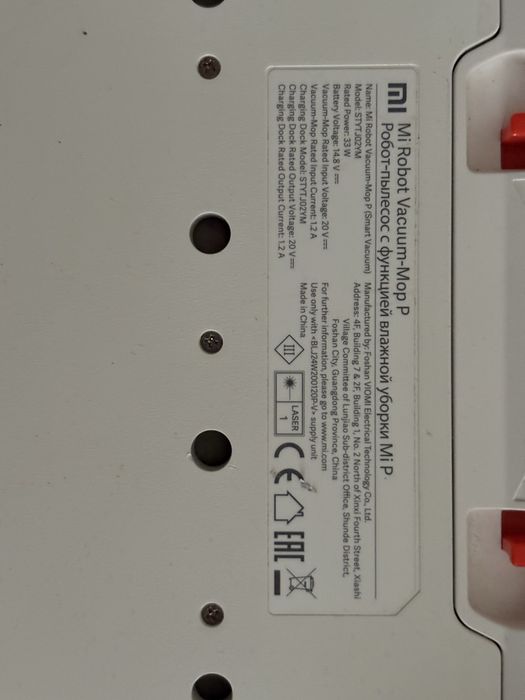 mi
Mi Robot Vacuum-Mop P
Робот-пылесос с функцией влажной уборки Mi P
Name: Mi Robot Vacuum-Mop P (Smart Vacuum)
Model: STYTJ02YM
Rated Power: 33 W
Battery Voltage: 14.8 V
Vacuum-Mop Rated Input Voltage: 20 V
Vacuum-Mop Rated Input Current: 1.2 A
Charging Dock Model: STYTJ02YM
Charging Dock Rated Output Voltage: 20 V
Charging Dock Rated Output Current: 1.2 A
Manufactured by: Foshan VIOMI Electrical Technology Co., Ltd.
Address: 4F, Building 7 & 2F, Building 1, No. 2 North of Xinxi Fourth Street, Xiashi
Village Committee of Lunjiao Sub-district Office, Shunde District,
Foshan City, Guangdong Province, China
For further information, please go to www.mi.com
Use only with <BLJ24W200120P-V> supply unit
Made in China
III
LASER
1
CE
EAC